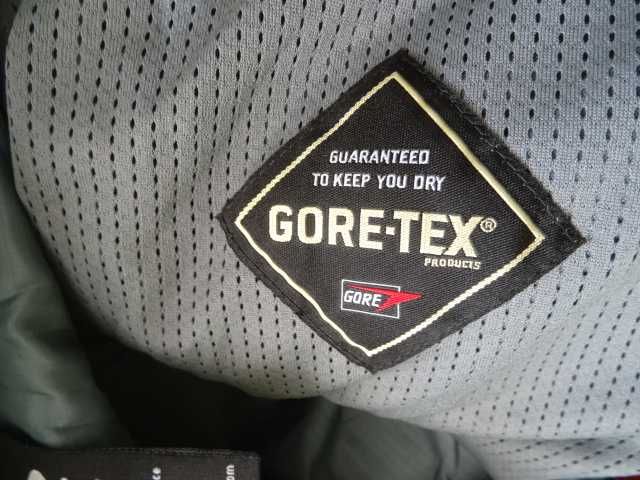 GUARANTEED
TO KEEP YOU DRY
GORE-TEX®
PRODUCTS
GORE